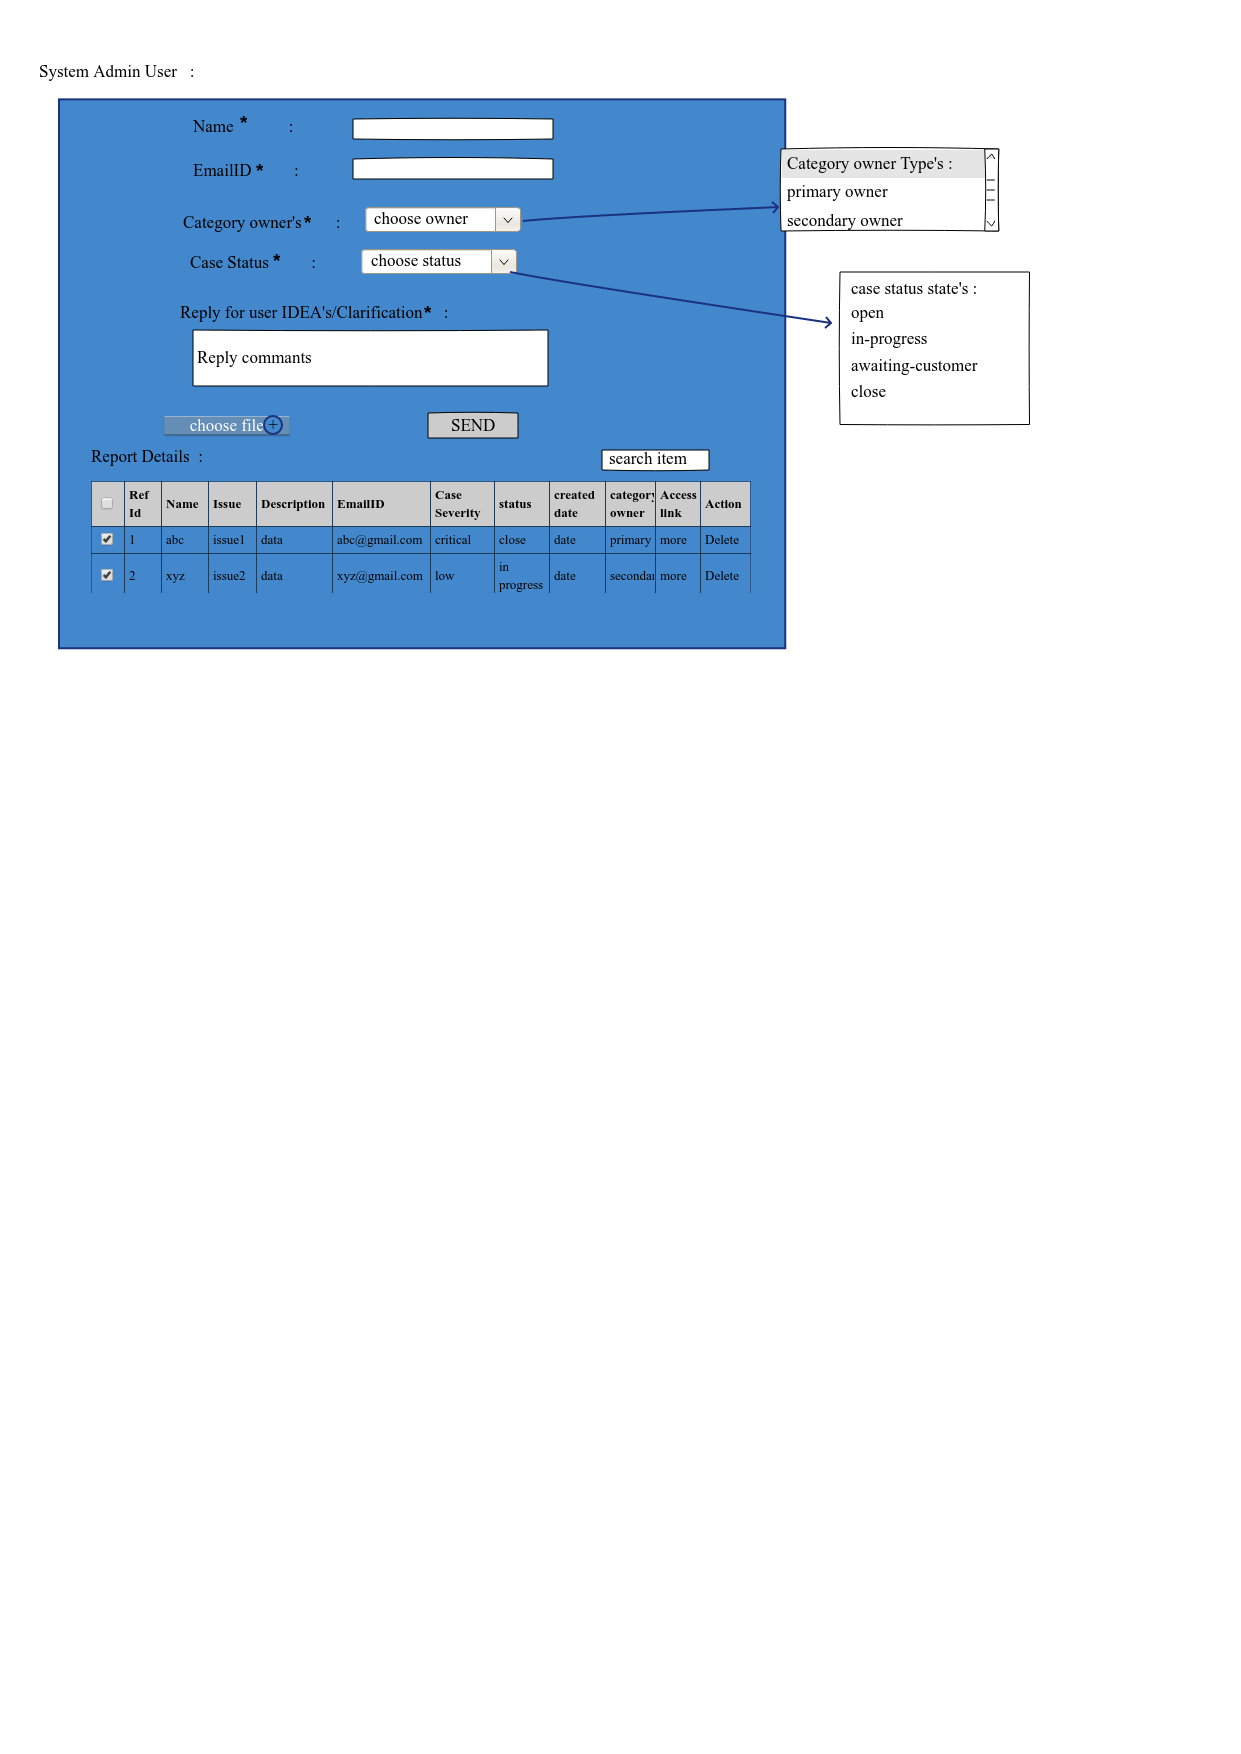 System Admin User :
Name * :
EmailID * :
Category owner's * :
choose owner
Case Status * :
choose status
Category owner Type's :
primary owner
secondary owner
case status state's :
open
in-progress
awaiting-customer
close
Reply for user IDEA's/Clarification * :
Reply commants
choose file +
SEND
Report Details :
search item
Ref Id Name Issue Description EmailID Case Severity status created date category owner Access link Action
1 abc issue1 data abc@gmail.com critical close date primary more Delete
2 xyz issue2 data xyz@gmail.com low in progress date secondar more Delete